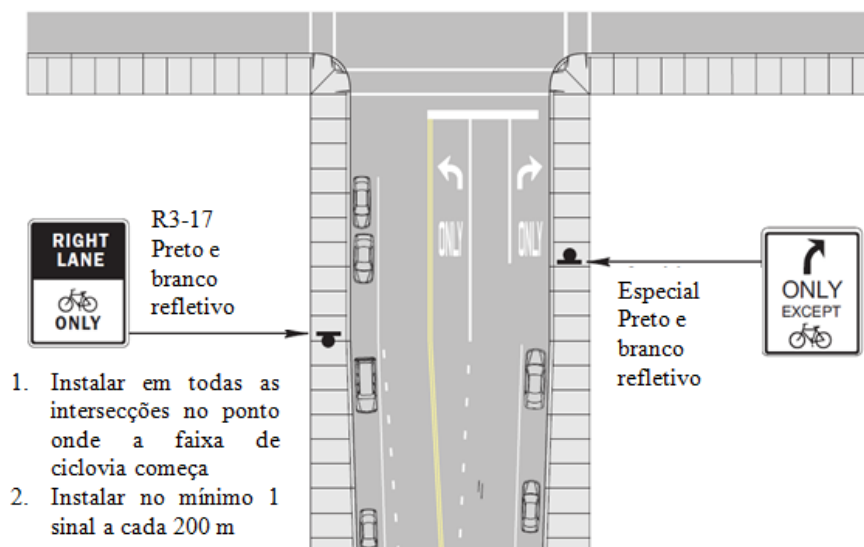 RIGHT
LANE
ONLY
R3-17
Preto e
branco
refletivo
1. Instalar em todas as
intersecções no ponto
onde a faixa de
ciclovia começa
2. Instalar no mínimo 1
sinal a cada 200 m
ONLY
ONLY
Especial
Preto e
branco
refletivo
ONLY
EXCEPT